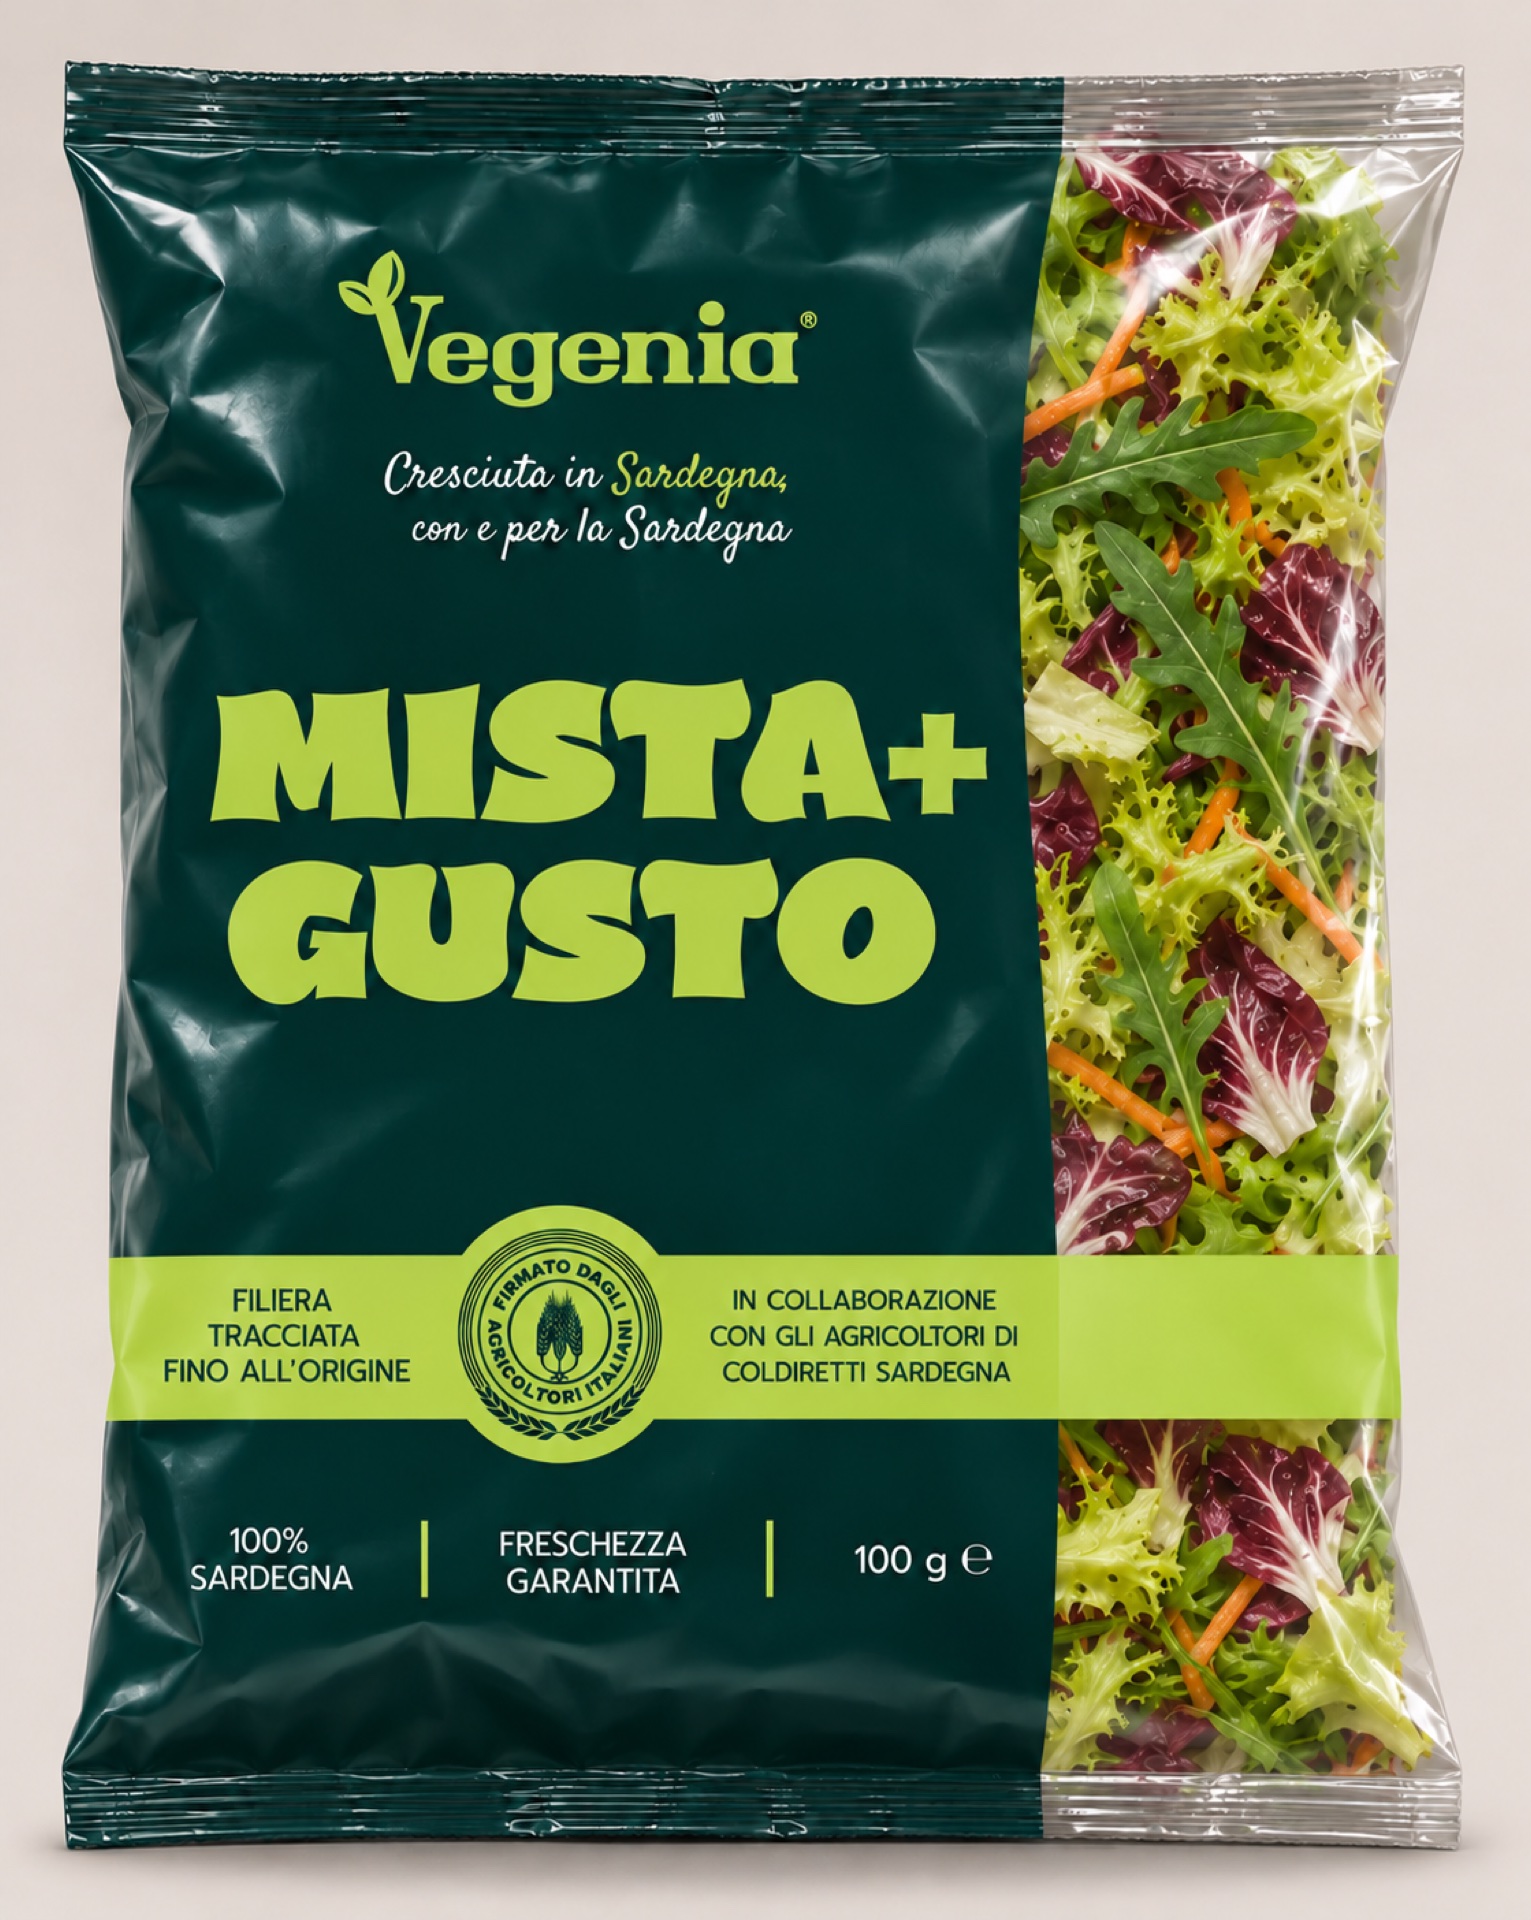 Vegenia®
Cresciuta in Sardegna,
con e per la Sardegna
MISTA+
GUSTO
FILIERA
TRACCIATA
FINO ALL'ORIGINE
FIRMATO DAGLI
AGRICOLTORI ITALIANI
IN COLLABORAZIONE
CON GLI AGRICOLTORI DI
COLDIRETTI SARDEGNA
100%
SARDEGNA
FRESCHEZZA
GARANTITA
100 g ℮